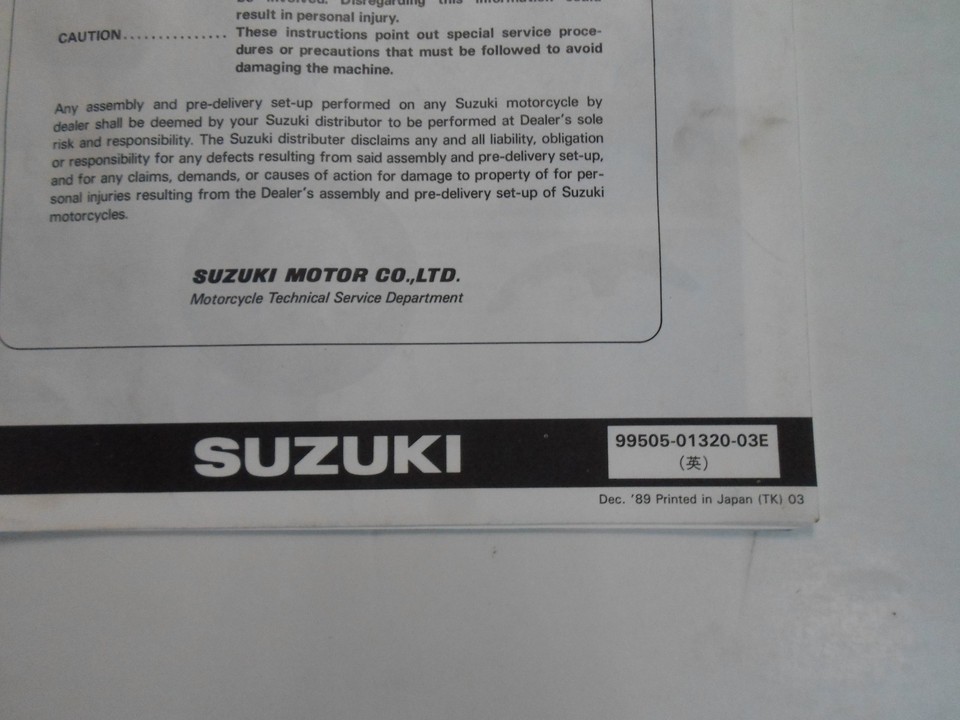 be involved. Disregarding this information could
result in personal injury.
CAUTION............... These instructions point out special service proce-
dures or precautions that must be followed to avoid
damaging the machine.
Any assembly and pre-delivery set-up performed on any Suzuki motorcycle by
dealer shall be deemed by your Suzuki distributor to be performed at Dealer's sole
risk and responsibility. The Suzuki distributer disclaims any and all liability, obligation
or responsibility for any defects resulting from said assembly and pre-delivery set-up,
and for any claims, demands, or causes of action for damage to property of for per-
sonal injuries resulting from the Dealer's assembly and pre-delivery set-up of Suzuki
motorcycles.
SUZUKI MOTOR CO.,LTD.
Motorcycle Technical Service Department
SUZUKI
99505-01320-03E
(英)
Dec. '89 Printed in Japan (TK) 03